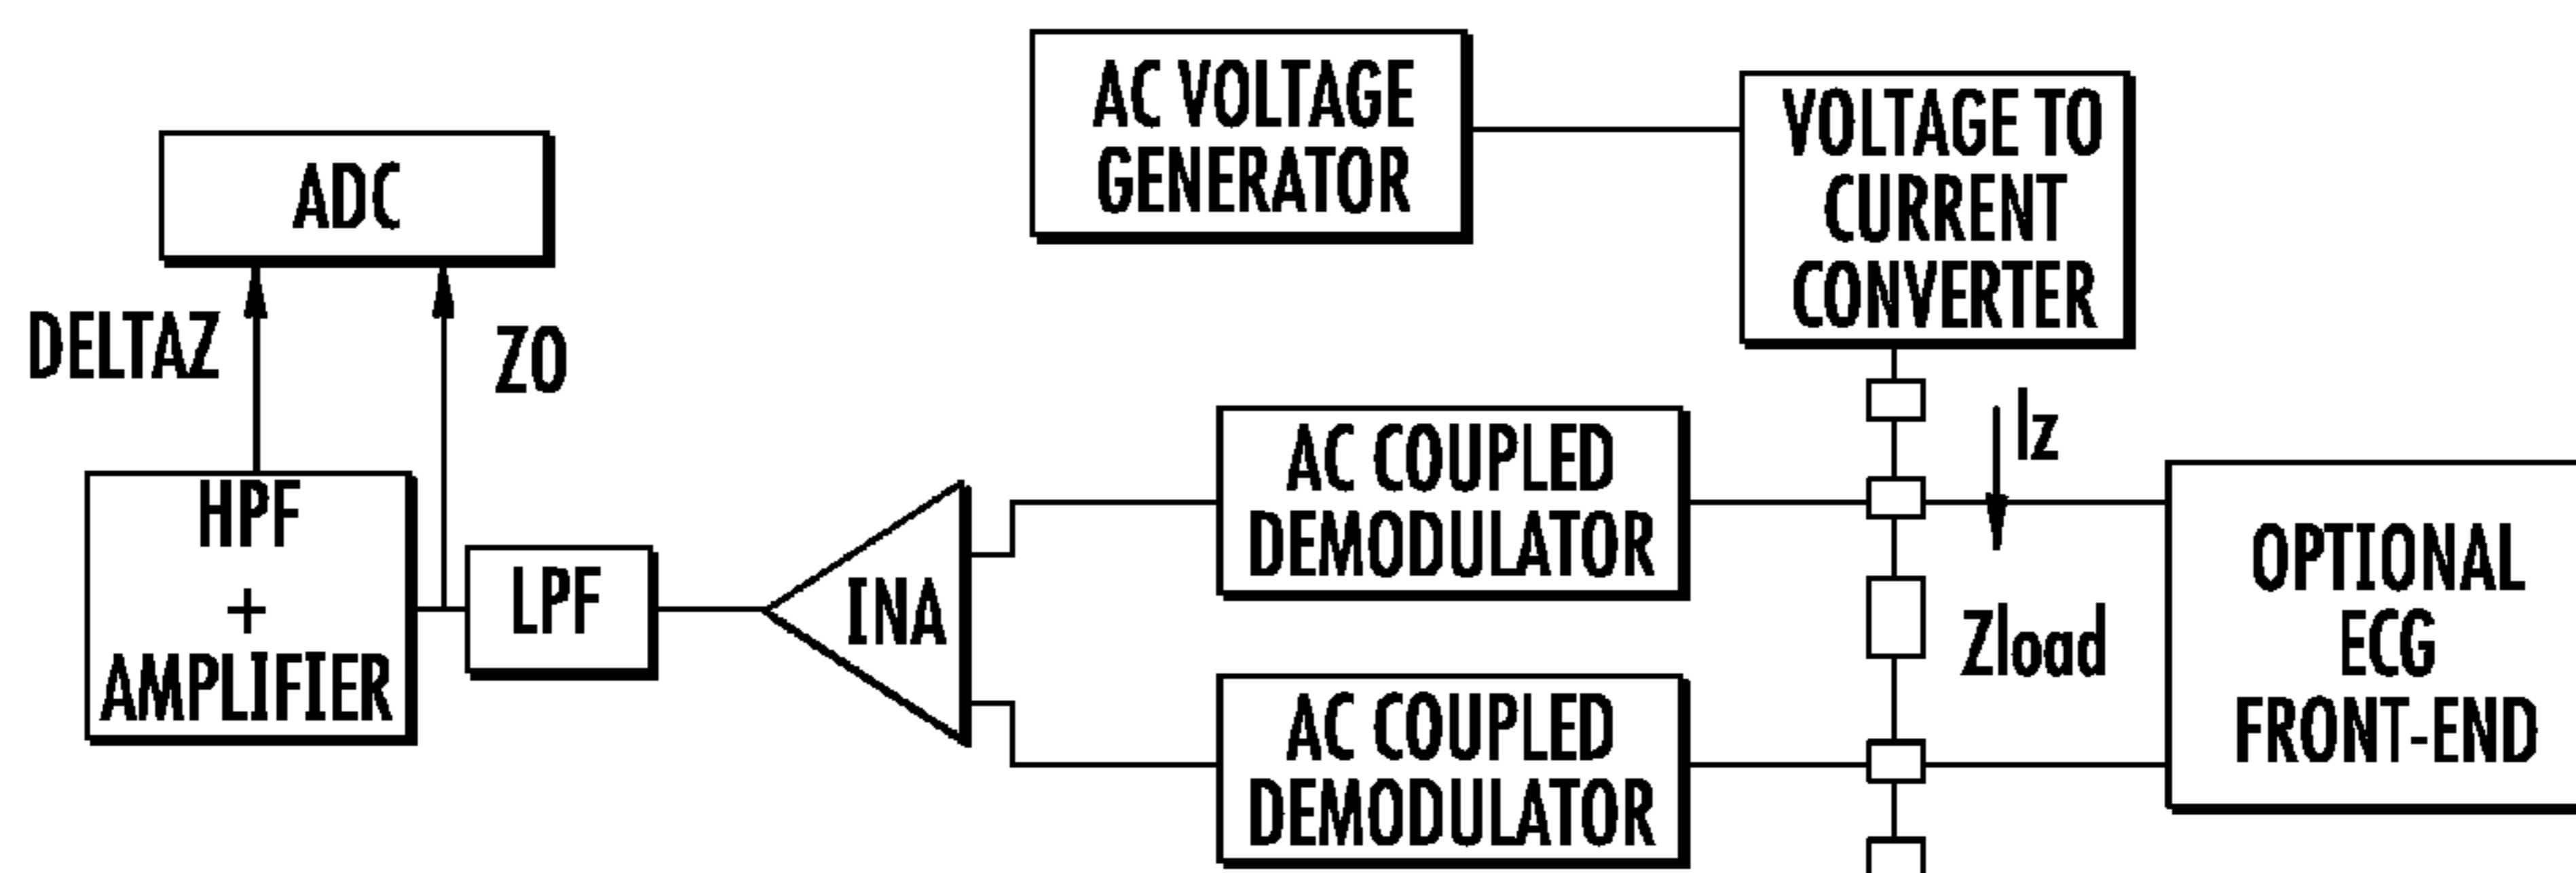 AC VOLTAGE
GENERATOR
VOLTAGE TO
CURRENT
CONVERTER
ADC
DELTAZ
ZO
Iz
HPF
+
AMPLIFIER
LPF
INA
AC COUPLED
DEMODULATOR
AC COUPLED
DEMODULATOR
Zload
OPTIONAL
ECG
FRONT-END